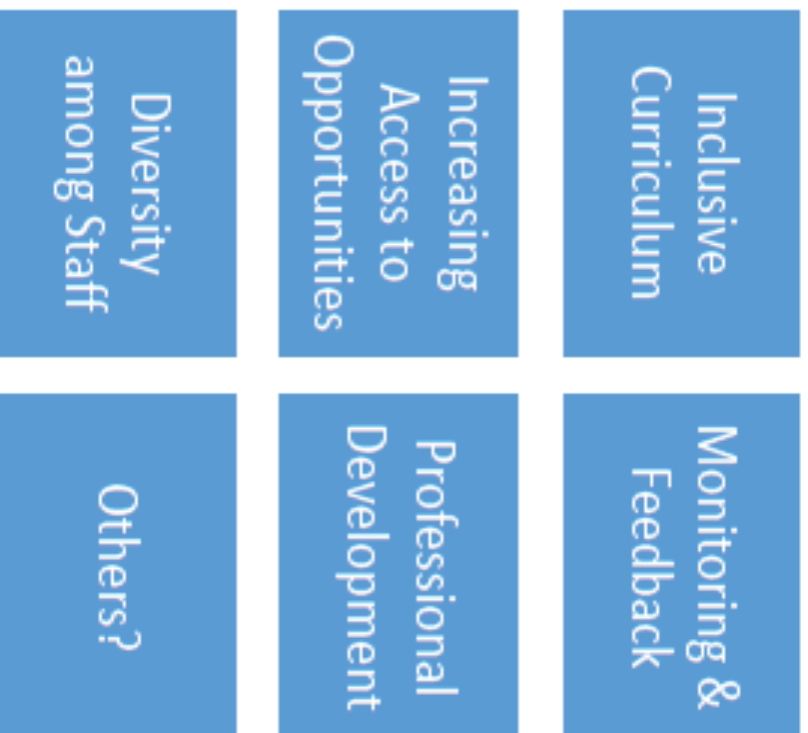 Inclusive
Curriculum
Monitoring &
Feedback
Increasing
Access to
Opportunities
Professional
Development
Diversity
among Staff
Others?